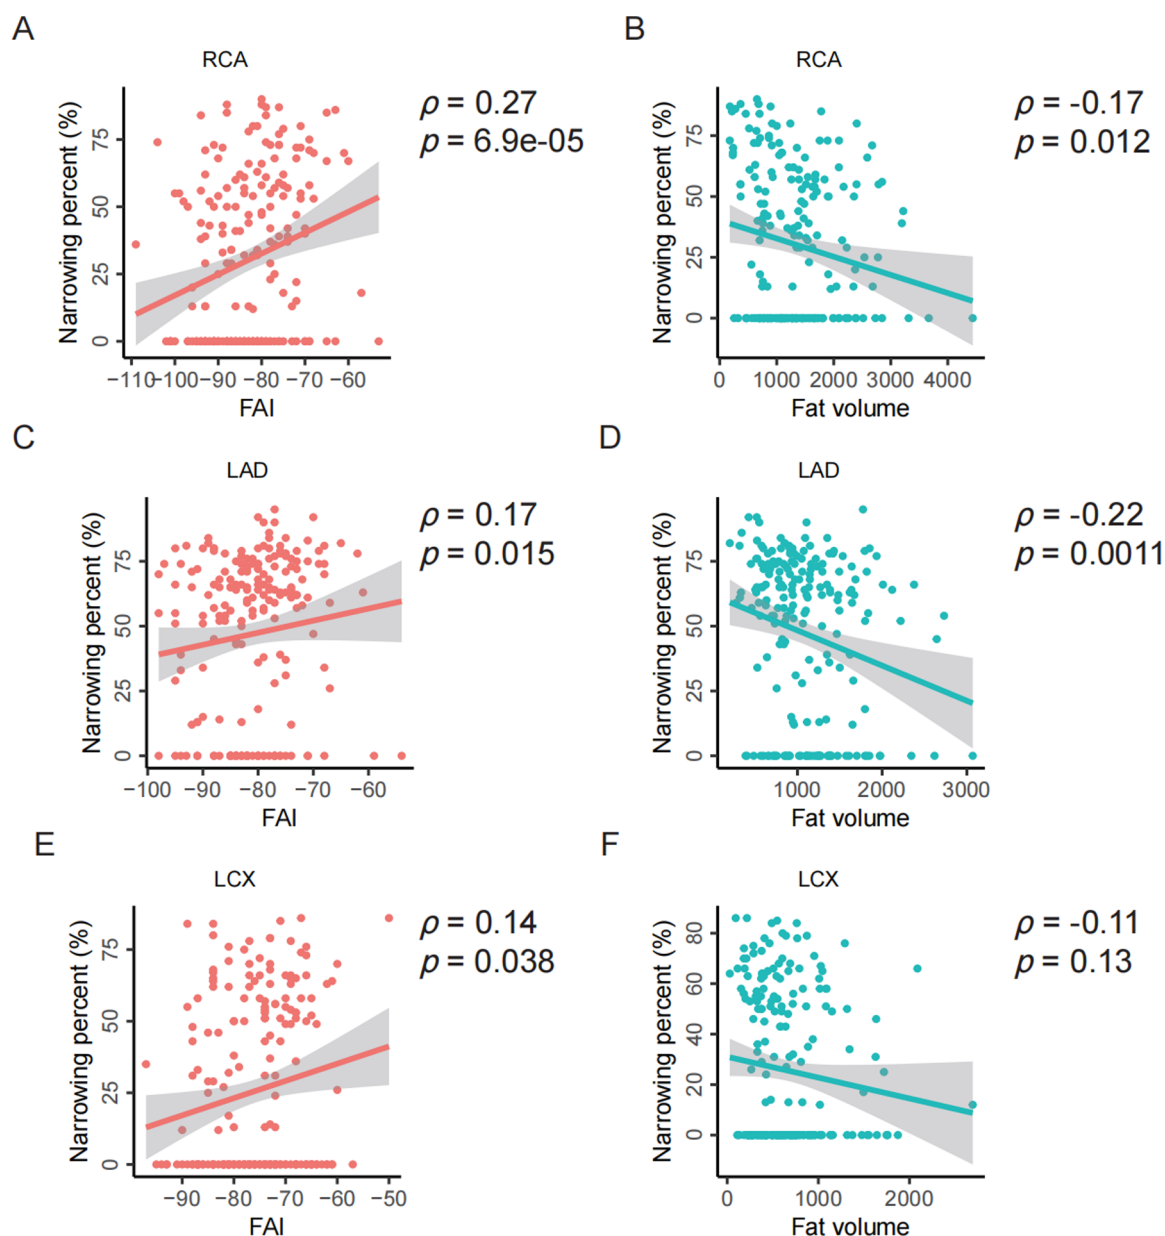 A
RCA
ρ = 0.27
p = 6.9e-05
Narrowing percent (%)
75
50
25
0
−110 −100 −90 −80 −70 −60
FAI
B
RCA
ρ = -0.17
p = 0.012
Narrowing percent (%)
75
50
25
0
0 1000 2000 3000 4000
Fat volume
C
LAD
ρ = 0.17
p = 0.015
Narrowing percent (%)
75
50
25
0
−100 −90 −80 −70 −60
FAI
D
LAD
ρ = -0.22
p = 0.0011
Narrowing percent (%)
75
50
25
0
1000 2000 3000
Fat volume
E
LCX
ρ = 0.14
p = 0.038
Narrowing percent (%)
75
50
25
0
−90 −80 −70 −60 −50
FAI
F
LCX
ρ = -0.11
p = 0.13
Narrowing percent (%)
80
60
40
20
0
0 1000 2000
Fat volume